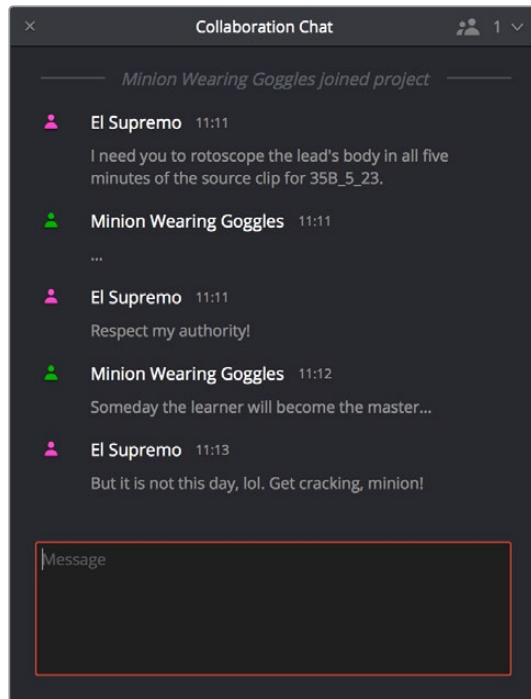 Collaboration Chat 1
Minion Wearing Goggles joined project
El Supremo 11:11
I need you to rotoscope the lead's body in all five
minutes of the source clip for 35B_5_23.
Minion Wearing Goggles 11:11
...
El Supremo 11:11
Respect my authority!
Minion Wearing Goggles 11:12
Someday the learner will become the master...
El Supremo 11:13
But it is not this day, lol. Get cracking, minion!
Message